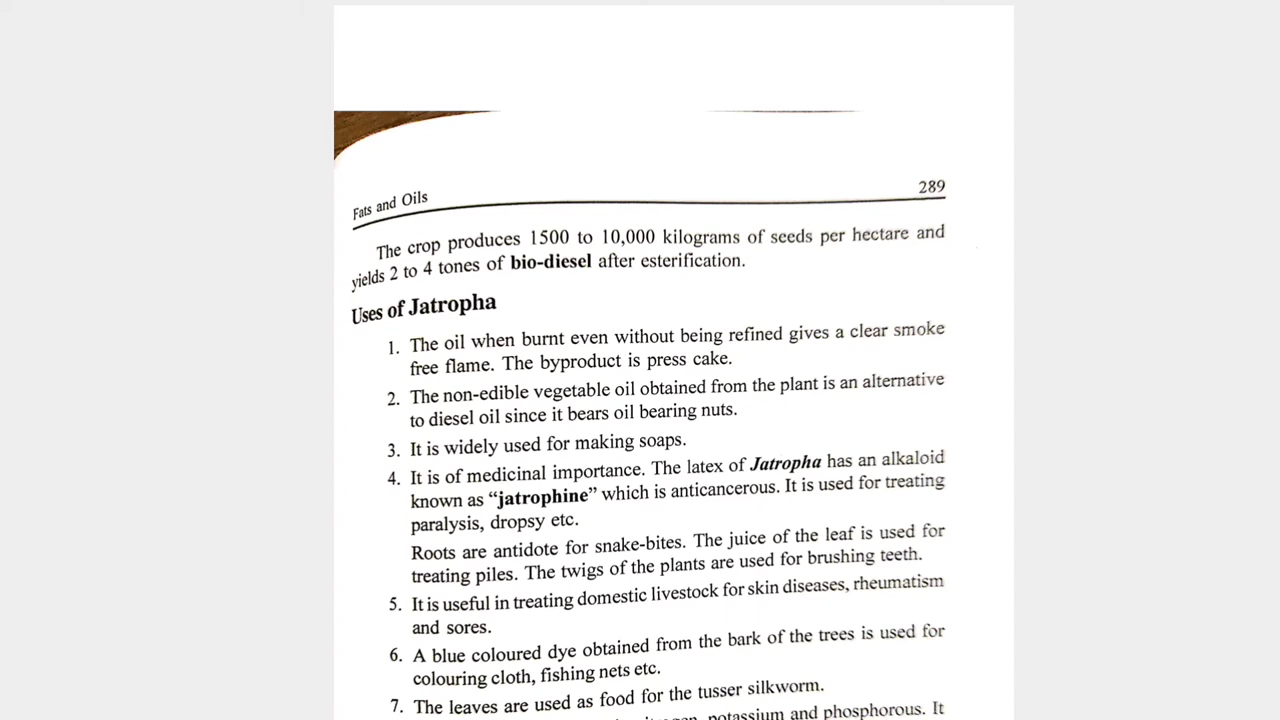 Fats and Oils 289
The crop produces 1500 to 10,000 kilograms of seeds per hectare and
yields 2 to 4 tones of bio-diesel after esterification.
Uses of Jatropha
1. The oil when burnt even without being refined gives a clear smoke
free flame. The byproduct is press cake.
2. The non-edible vegetable oil obtained from the plant is an alternative
to diesel oil since it bears oil bearing nuts.
3. It is widely used for making soaps.
4. It is of medicinal importance. The latex of Jatropha has an alkaloid
known as “jatrophine” which is anticancerous. It is used for treating
paralysis, dropsy etc.
Roots are antidote for snake-bites. The juice of the leaf is used for
treating piles. The twigs of the plants are used for brushing teeth.
5. It is useful in treating domestic livestock for skin diseases, rheumatism
and sores.
6. A blue coloured dye obtained from the bark of the trees is used for
colouring cloth, fishing nets etc.
7. The leaves are used as food for the tusser silkworm.
potassium and phosphorous. It